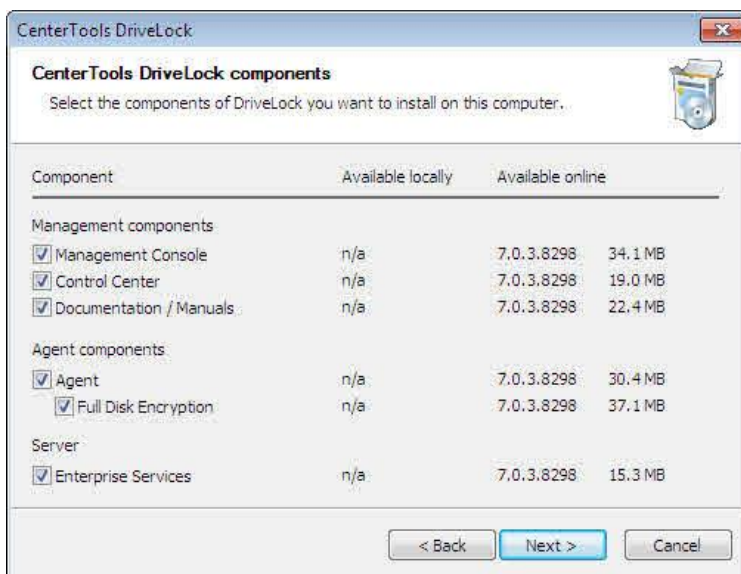 CenterTools DriveLock
CenterTools DriveLock components
Select the components of DriveLock you want to install on this computer.
Component Available locally Available online
Management components
Management Console n/a 7.0.3.8298 34.1 MB
Control Center n/a 7.0.3.8298 19.0 MB
Documentation / Manuals n/a 7.0.3.8298 22.4 MB
Agent components
Agent n/a 7.0.3.8298 30.4 MB
Full Disk Encryption n/a 7.0.3.8298 37.1 MB
Server
Enterprise Services n/a 7.0.3.8298 15.3 MB
< Back Next > Cancel